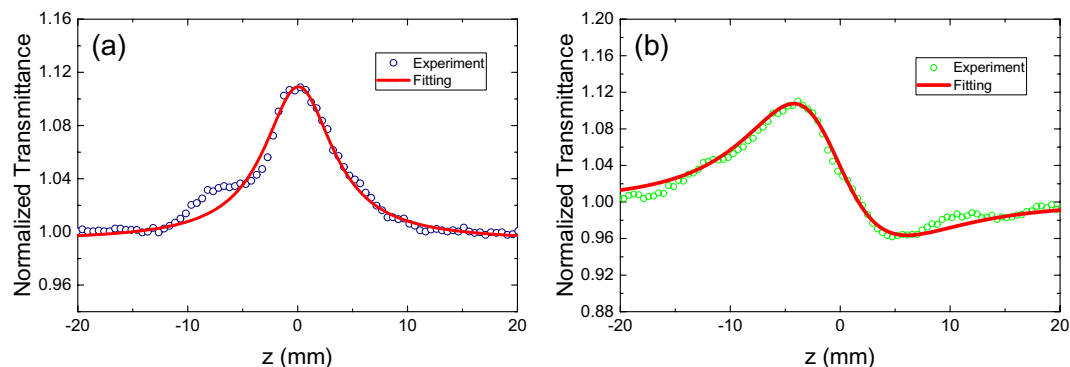 (a)
Normalized Transmittance
1.16
1.12
1.08
1.04
1.00
0.96
Experiment
Fitting
-20
-10
0
10
20
z (mm)
(b)
Normalized Transmittance
1.20
1.16
1.12
1.08
1.04
1.00
0.96
0.92
0.88
Experiment
Fitting
-20
-10
0
10
20
z (mm)